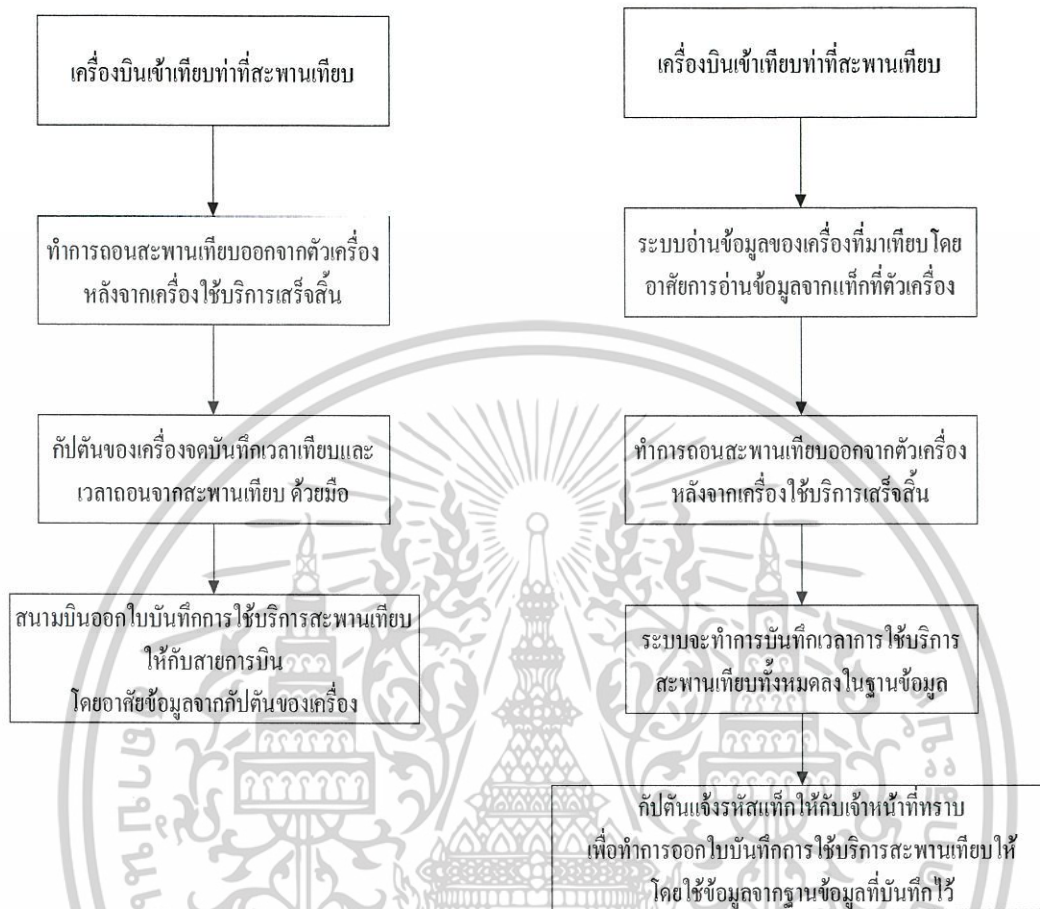 เครื่องบินเข้าเทียบท่าที่สะพานเทียบ
ทำการถอนสะพานเทียบออกจากตัวเครื่อง
หลังจากเครื่องใช้บริการเสร็จสิ้น
กัปตันของเครื่องจดบันทึกเวลาเทียบและ
เวลาถอนจากสะพานเทียบ ด้วยมือ
สนามบินออกใบบันทึกการใช้บริการสะพานเทียบ
ให้กับสายการบิน
โดยอาศัยข้อมูลจากกัปตันของเครื่อง
เครื่องบินเข้าเทียบท่าที่สะพานเทียบ
ระบบอ่านข้อมูลของเครื่องที่มาเทียบ โดย
อาศัยการอ่านข้อมูลจากแท็กที่ตัวเครื่อง
ทำการถอนสะพานเทียบออกจากตัวเครื่อง
หลังจากเครื่องใช้บริการเสร็จสิ้น
ระบบจะทำการบันทึกเวลาการใช้บริการ
สะพานเทียบทั้งหมดลงในฐานข้อมูล
กัปตันแจ้งรหัสแท็กให้กับเจ้าหน้าที่ทราบ
เพื่อทำการออกใบบันทึกการใช้บริการสะพานเทียบให้
โดยใช้ข้อมูลจากฐานข้อมูลที่บันทึกไว้